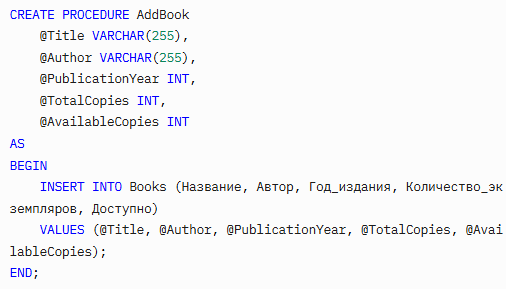 CREATE PROCEDURE AddBook
    @Title VARCHAR(255),
    @Author VARCHAR(255),
    @PublicationYear INT,
    @TotalCopies INT,
    @AvailableCopies INT
AS
BEGIN
    INSERT INTO Books (Название, Автор, Год_издания, Количество_эк
земпляров, Доступно)
    VALUES (@Title, @Author, @PublicationYear, @TotalCopies, @Avai
lableCopies);
END;